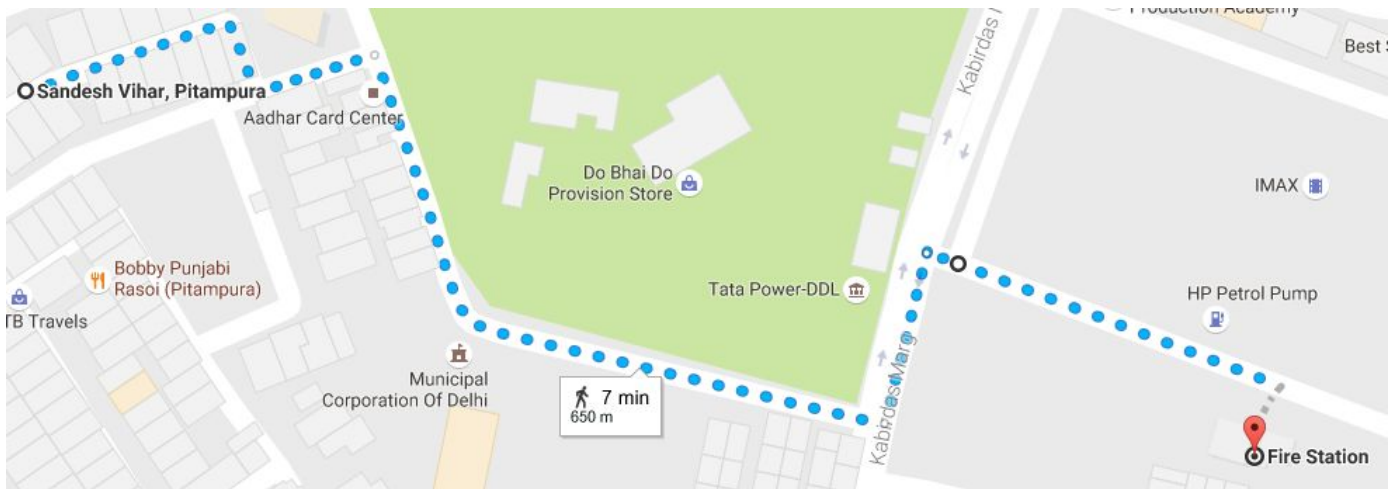 Production Academy
Best
Kabirdas
Sandesh Vihar, Pitampura
Aadhar Card Center
Do Bhai Do
Provision Store
IMAX
Bobby Punjabi
Rasoi (Pitampura)
TB Travels
Tata Power-DDL
HP Petrol Pump
Municipal
Corporation Of Delhi
7 min
650 m
Kabirdas Marg
Fire Station